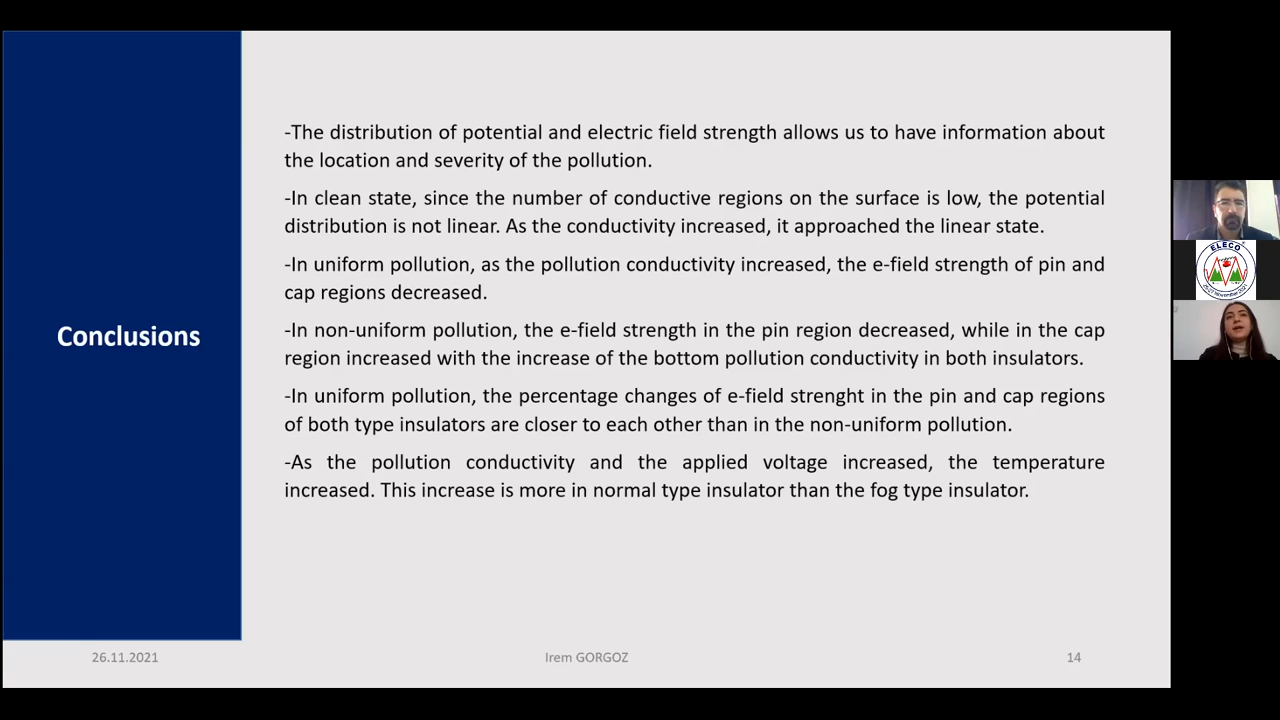 -The distribution of potential and electric field strength allows us to have information about
the location and severity of the pollution.
-In clean state, since the number of conductive regions on the surface is low, the potential
distribution is not linear. As the conductivity increased, it approached the linear state.
-In uniform pollution, as the pollution conductivity increased, the e-field strength of pin and
cap regions decreased.
-In non-uniform pollution, the e-field strength in the pin region decreased, while in the cap
region increased with the increase of the bottom pollution conductivity in both insulators.
Conclusions
-In uniform pollution, the percentage changes of e-field strenght in the pin and cap regions
of both type insulators are closer to each other than in the non-uniform pollution.
-As the pollution conductivity and the applied voltage increased, the temperature
increased. This increase is more in normal type insulator than the fog type insulator.
26.11.2021
Irem GORGOZ
14
ELECO